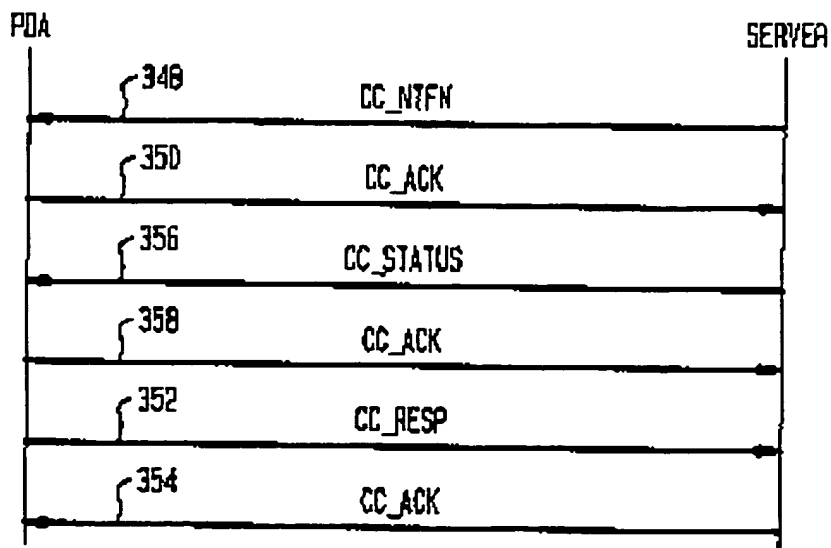 PDA
SERVER
348
CC_NTFN
350
CC_ACK
356
CC_STATUS
358
CC_ACK
352
CC_RESP
354
CC_ACK